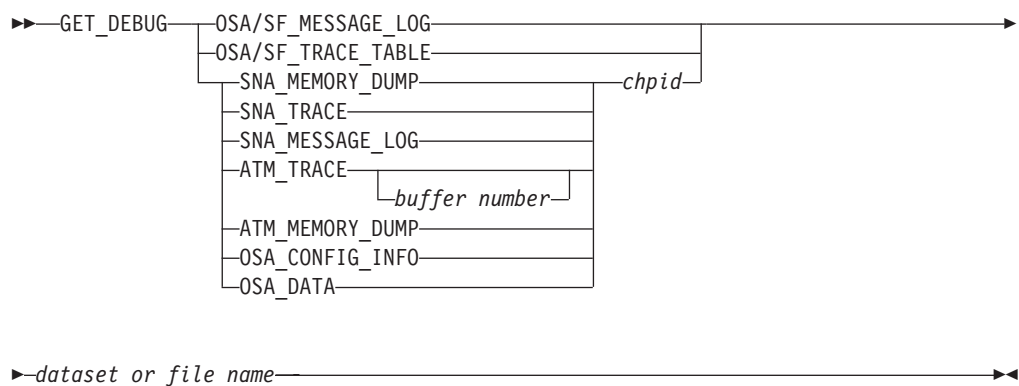 GET_DEBUG OSA/SF_MESSAGE_LOG
OSA/SF_TRACE_TABLE
SNA_MEMORY_DUMP chpid
SNA_TRACE
SNA_MESSAGE_LOG
ATM_TRACE
buffer number
ATM_MEMORY_DUMP
OSA_CONFIG_INFO
OSA_DATA
dataset or file name